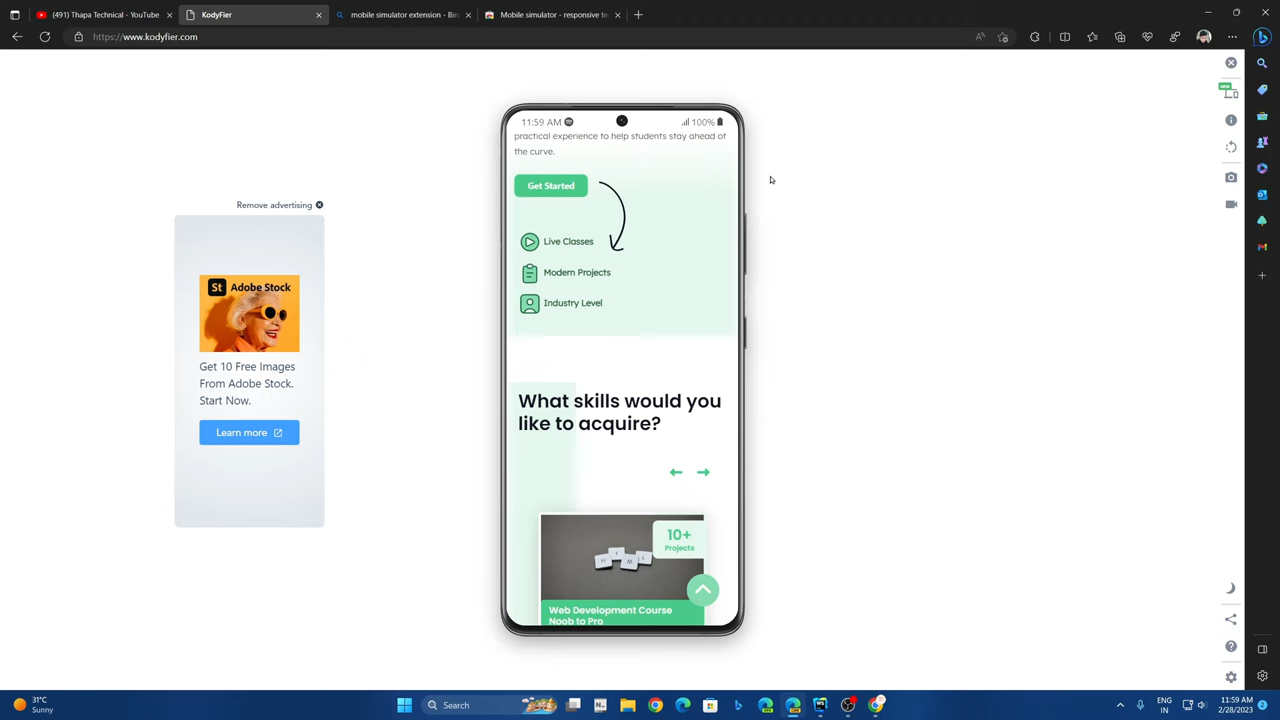 (491) Thapa Technical - YouTube
KodyFier
mobile simulator extension - Bin
Mobile simulator - responsive te
https://www.kodyfier.com
Remove advertising
St Adobe Stock
Get 10 Free Images
From Adobe Stock.
Start Now.
Learn more
11:59 AM
100%
practical experience to help students stay ahead of
the curve.
Get Started
Live Classes
Modern Projects
Industry Level
What skills would you
like to acquire?
10+
Projects
Web Development Course
Noob to Pro
NEW
31°C
Sunny
Search
ENG
IN
11:59 AM
2/28/2023